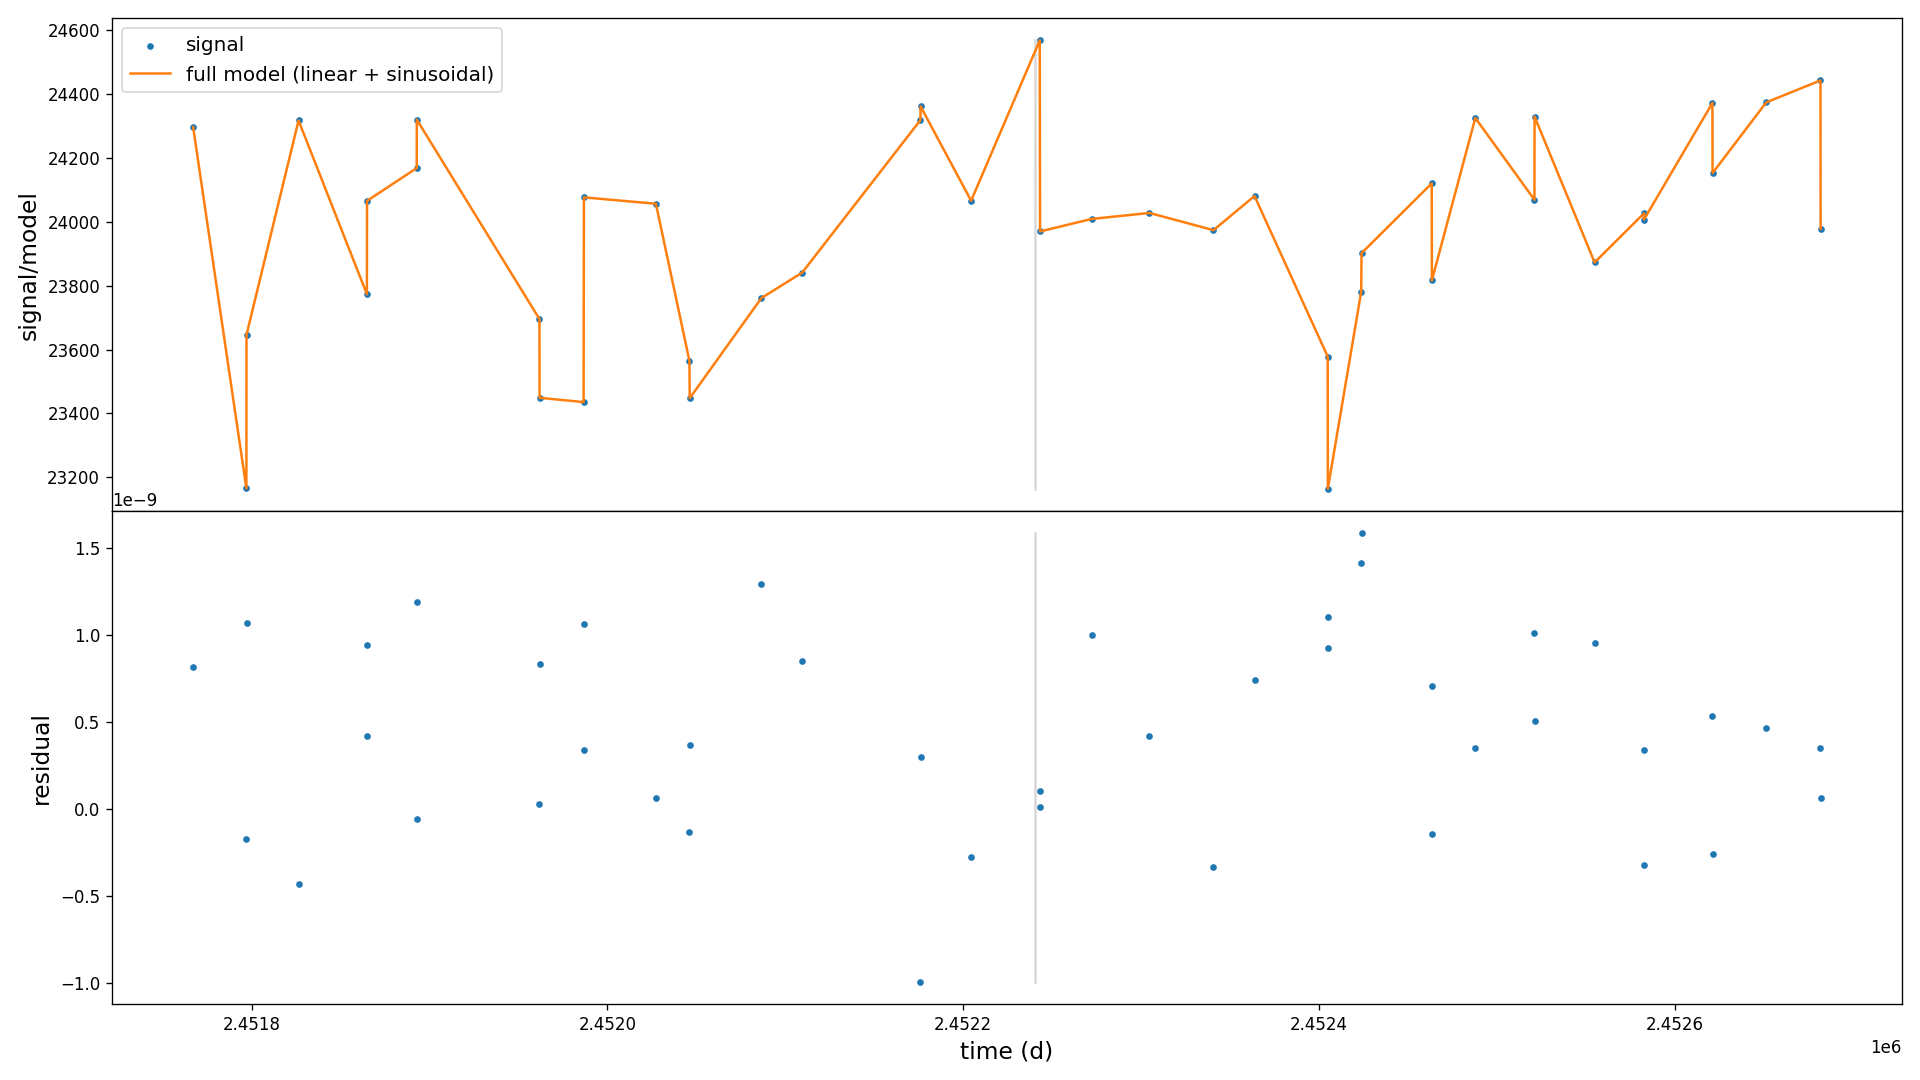 24600
24400
24200
24000
23800
23600
23400
23200
signal/model
signal
full model (linear + sinusoidal)
1e−9
1.5
1.0
0.5
0.0
−0.5
−1.0
residual
2.4518
2.4520
2.4522
2.4524
2.4526
1e6
time (d)